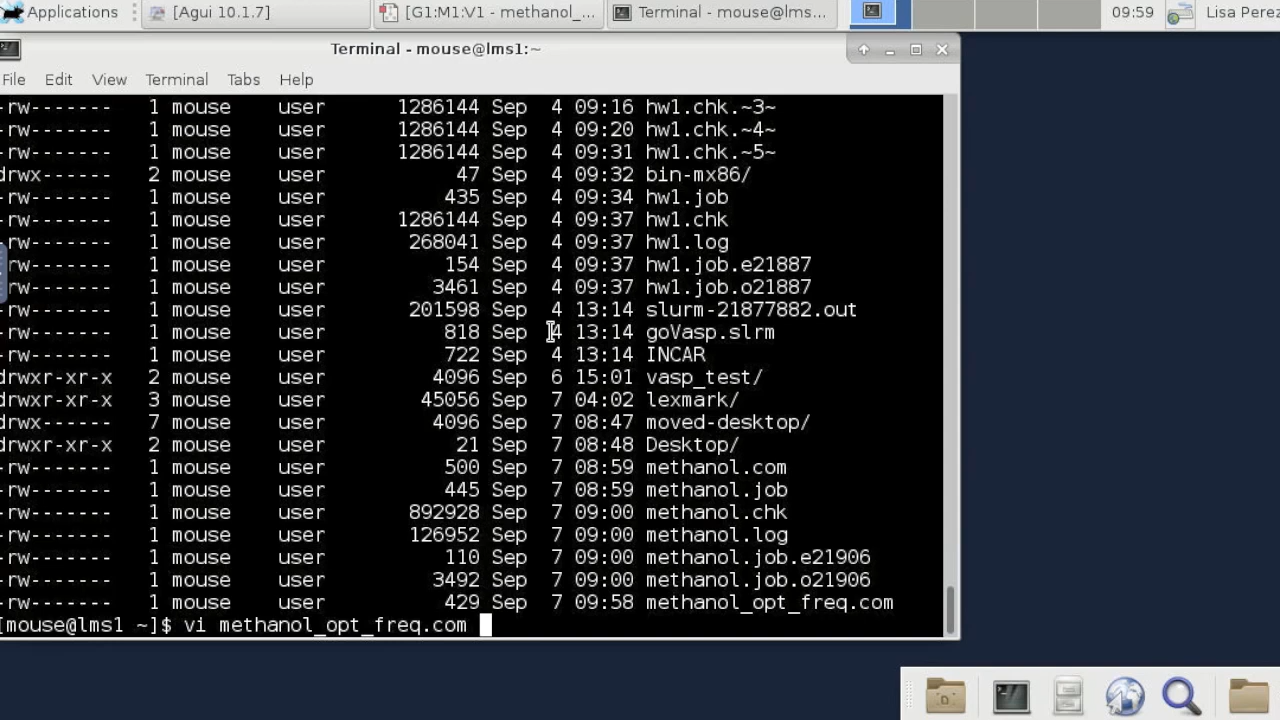 Applications [Agui 10.1.7] [G1:M1:V1 - methanol_... Terminal - mouse@lms... 09:59 Lisa Perez
Terminal - mouse@lms1:~
File Edit View Terminal Tabs Help
-rw------- 1 mouse user 1286144 Sep 4 09:16 hw1.chk.~3~
-rw------- 1 mouse user 1286144 Sep 4 09:20 hw1.chk.~4~
-rw------- 1 mouse user 1286144 Sep 4 09:31 hw1.chk.~5~
drwx------ 2 mouse user 47 Sep 4 09:32 bin-mx86/
-rw------- 1 mouse user 435 Sep 4 09:34 hw1.job
-rw------- 1 mouse user 1286144 Sep 4 09:37 hw1.chk
-rw------- 1 mouse user 268041 Sep 4 09:37 hw1.log
-rw------- 1 mouse user 154 Sep 4 09:37 hw1.job.e21887
-rw------- 1 mouse user 3461 Sep 4 09:37 hw1.job.o21887
-rw------- 1 mouse user 201598 Sep 4 13:14 slurm-21877882.out
-rw------- 1 mouse user 818 Sep 4 13:14 goVasp.slrm
-rw------- 1 mouse user 722 Sep 4 13:14 INCAR
drwxr-xr-x 2 mouse user 4096 Sep 6 15:01 vasp_test/
drwxr-xr-x 3 mouse user 45056 Sep 7 04:02 lexmark/
drwx------ 7 mouse user 4096 Sep 7 08:47 moved-desktop/
drwxr-xr-x 2 mouse user 21 Sep 7 08:48 Desktop/
-rw------- 1 mouse user 500 Sep 7 08:59 methanol.com
-rw------- 1 mouse user 445 Sep 7 08:59 methanol.job
-rw------- 1 mouse user 892928 Sep 7 09:00 methanol.chk
-rw------- 1 mouse user 126952 Sep 7 09:00 methanol.log
-rw------- 1 mouse user 110 Sep 7 09:00 methanol.job.e21906
-rw------- 1 mouse user 3492 Sep 7 09:00 methanol.job.o21906
-rw------- 1 mouse user 429 Sep 7 09:58 methanol_opt_freq.com
[mouse@lms1 ~]$ vi methanol_opt_freq.com